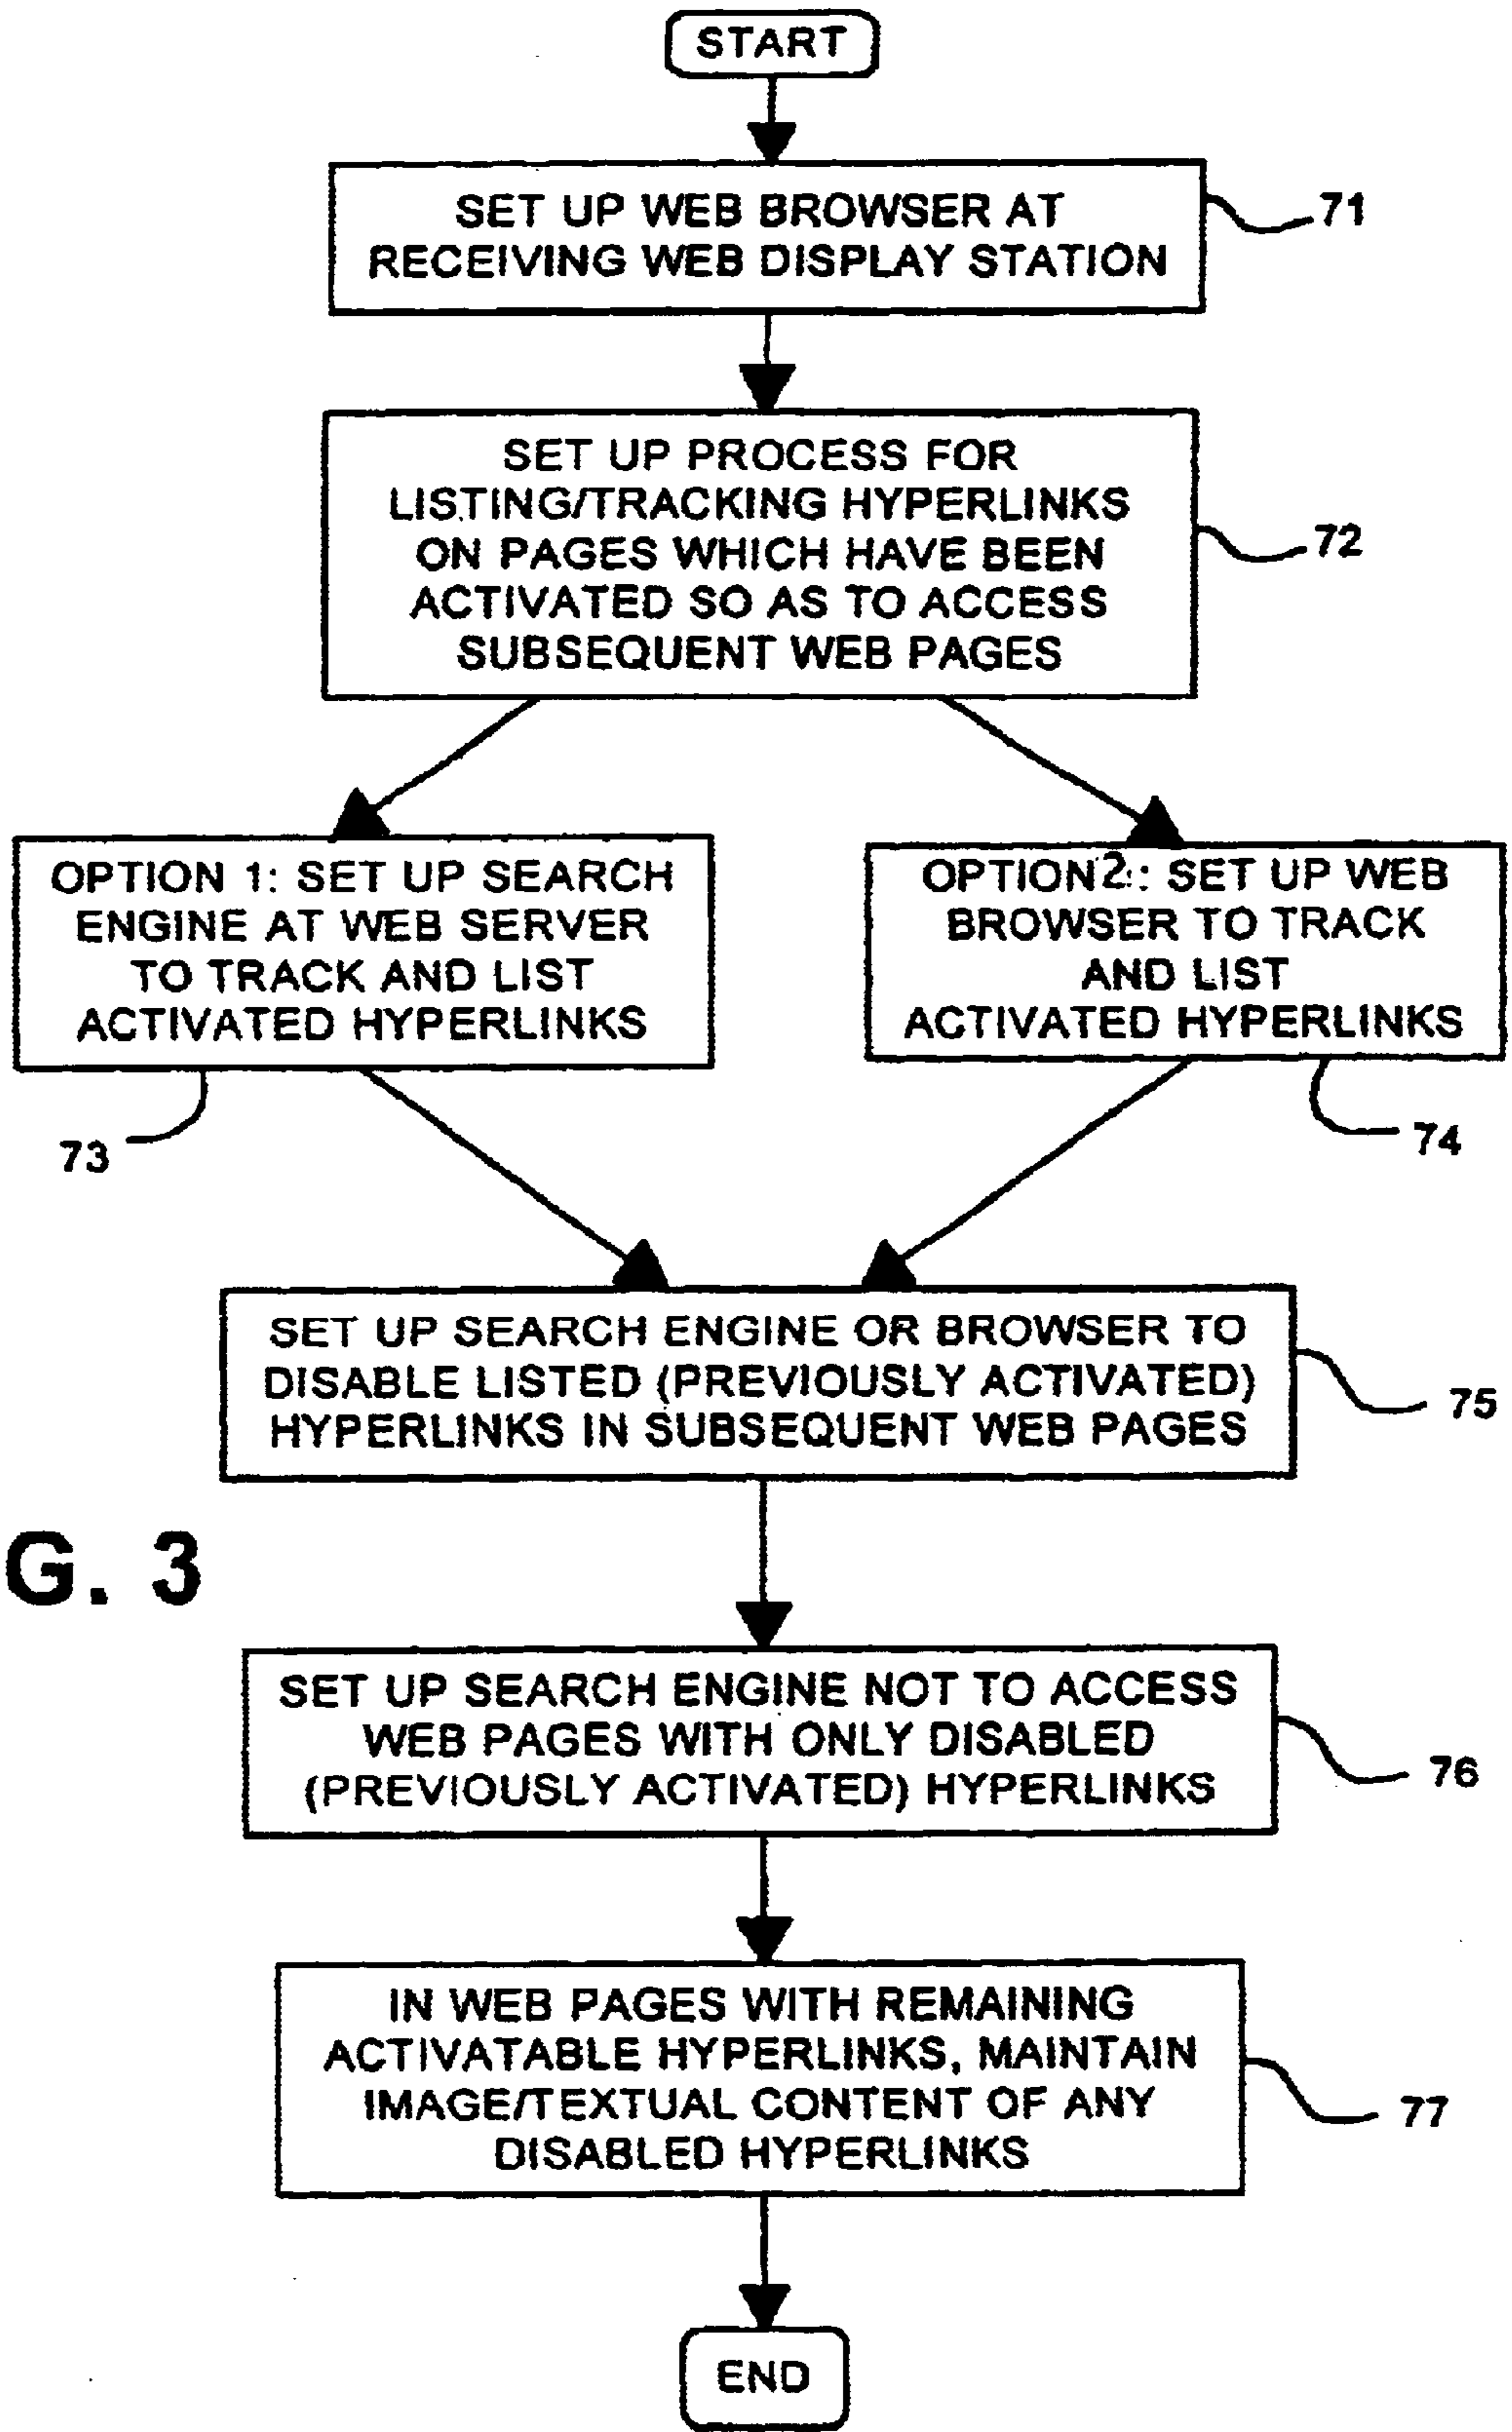 START
SET UP WEB BROWSER AT
RECEIVING WEB DISPLAY STATION
71
SET UP PROCESS FOR
LISTING/TRACKING HYPERLINKS
ON PAGES WHICH HAVE BEEN
ACTIVATED SO AS TO ACCESS
SUBSEQUENT WEB PAGES
72
OPTION 1: SET UP SEARCH
ENGINE AT WEB SERVER
TO TRACK AND LIST
ACTIVATED HYPERLINKS
73
OPTION 2: SET UP WEB
BROWSER TO TRACK
AND LIST
ACTIVATED HYPERLINKS
74
SET UP SEARCH ENGINE OR BROWSER TO
DISABLE LISTED (PREVIOUSLY ACTIVATED)
HYPERLINKS IN SUBSEQUENT WEB PAGES
75
G. 3
SET UP SEARCH ENGINE NOT TO ACCESS
WEB PAGES WITH ONLY DISABLED
(PREVIOUSLY ACTIVATED) HYPERLINKS
76
IN WEB PAGES WITH REMAINING
ACTIVATABLE HYPERLINKS, MAINTAIN
IMAGE/TEXTUAL CONTENT OF ANY
DISABLED HYPERLINKS
77
END